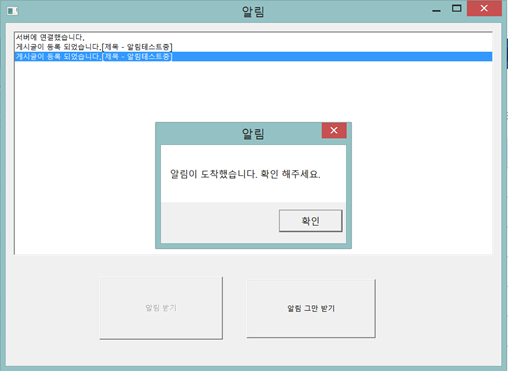 알림
서버에 연결했습니다.
게시글이 등록 되었습니다.[제목 - 알림테스트중]
게시글이 등록 되었습니다.[제목 - 알림테스트중]
알림
알림이 도착했습니다. 확인 해주세요.
확인
알림 받기
알림 그만 받기